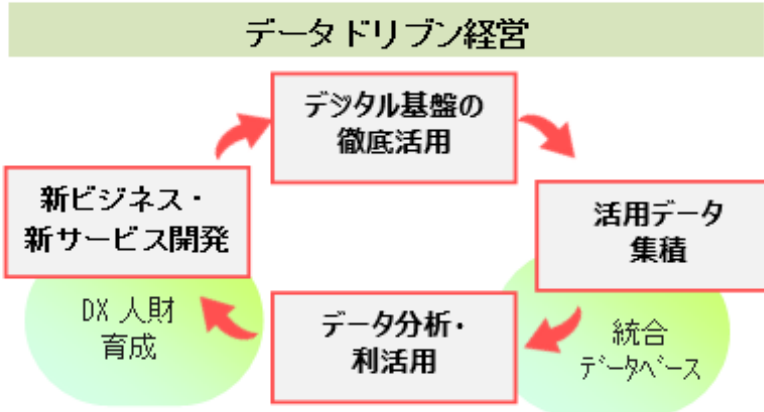 データドリブン経営
デジタル基盤の
徹底活用
新ビジネス・
新サービス開発
活用データ
集積
データ分析・
利活用
DX 人財
育成
統合
ﾃﾞｰﾀﾍﾞｰｽ